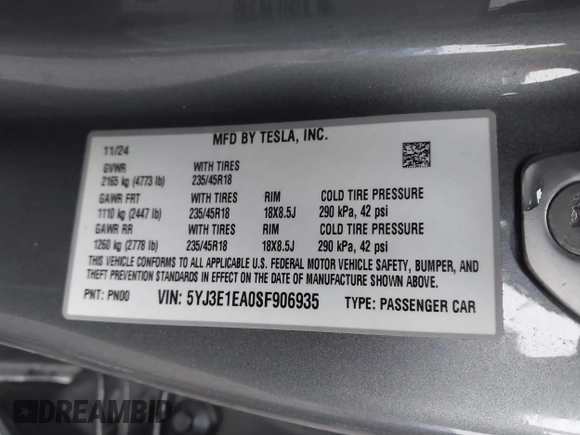 MFD BY TESLA, INC.
11/24
GVWR WITH TIRES
2165 kg (4773 lb) 235/45R18
GAWR FRT WITH TIRES RIM COLD TIRE PRESSURE
1110 kg (2447 lb) 235/45R18 18X8.5J 290 kPa, 42 psi
GAWR RR WITH TIRES RIM COLD TIRE PRESSURE
1260 kg (2778 lb) 235/45R18 18X8.5J 290 kPa, 42 psi
THIS VEHICLE CONFORMS TO ALL APPLICABLE U.S. FEDERAL MOTOR VEHICLE SAFETY, BUMPER, AND
THEFT PREVENTION STANDARDS IN EFFECT ON THE DATE OF MANUFACTURE SHOWN ABOVE.
PNT: PN00 VIN: 5YJ3E1EA0SF906935 TYPE: PASSENGER CAR
DREAMBID